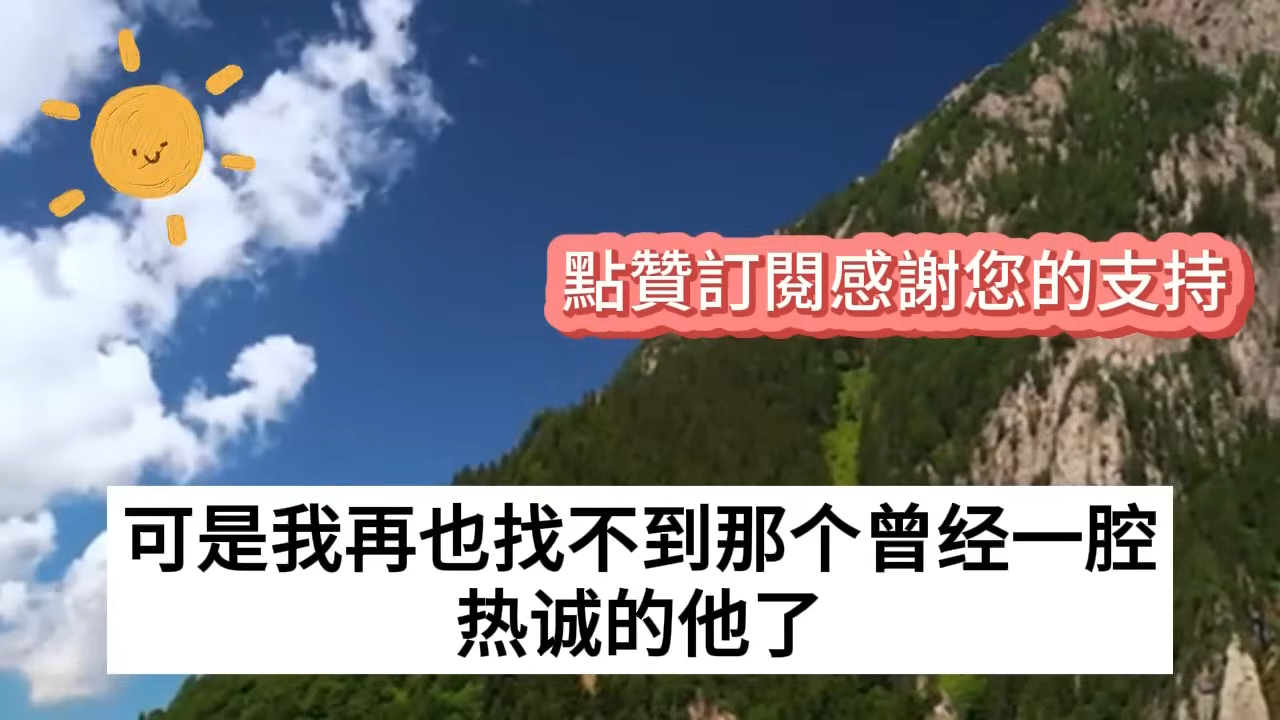 點贊訂閱感謝您的支持
可是我再也找不到那个曾经一腔
热诚的他了